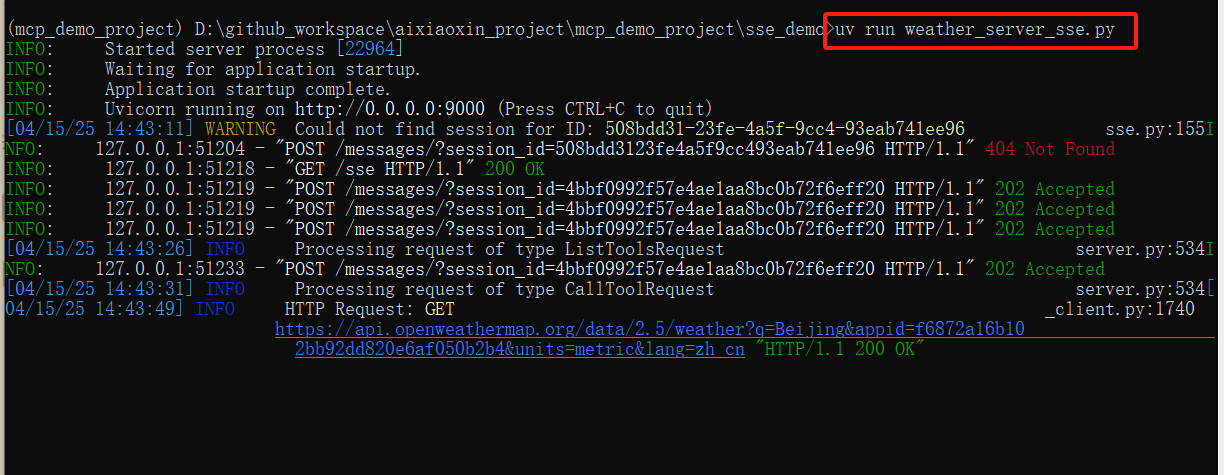 (mcp_demo_project) D:\github_workspace\aixiaoxin_project\mcp_demo_project\sse_demo>uv run weather_server_sse.py
INFO:     Started server process [22964]
INFO:     Waiting for application startup.
INFO:     Application startup complete.
INFO:     Uvicorn running on http://0.0.0.0:9000 (Press CTRL+C to quit)
[04/15/25 14:43:11] WARNING  Could not find session for ID: 508bdd31-23fe-4a5f-9cc4-93eab741ee96 sse.py:155I
NFO:     127.0.0.1:51204 - "POST /messages/?session_id=508bdd3123fe4a5f9cc493eab741ee96 HTTP/1.1" 404 Not Found
INFO:     127.0.0.1:51218 - "GET /sse HTTP/1.1" 200 OK
INFO:     127.0.0.1:51219 - "POST /messages/?session_id=4bbf0992f57e4ae1aa8bc0b72f6eff20 HTTP/1.1" 202 Accepted
INFO:     127.0.0.1:51219 - "POST /messages/?session_id=4bbf0992f57e4ae1aa8bc0b72f6eff20 HTTP/1.1" 202 Accepted
INFO:     127.0.0.1:51219 - "POST /messages/?session_id=4bbf0992f57e4ae1aa8bc0b72f6eff20 HTTP/1.1" 202 Accepted
[04/15/25 14:43:26] INFO     Processing request of type ListToolsRequest server.py:534I
NFO:     127.0.0.1:51233 - "POST /messages/?session_id=4bbf0992f57e4ae1aa8bc0b72f6eff20 HTTP/1.1" 202 Accepted
[04/15/25 14:43:31] INFO     Processing request of type CallToolRequest server.py:534[
04/15/25 14:43:49] INFO     HTTP Request: GET _client.py:1740
https://api.openweathermap.org/data/2.5/weather?q=Beijing&appid=f6872a16b10
2bb92dd820e6af050b2b4&units=metric&lang=zh_cn "HTTP/1.1 200 OK"